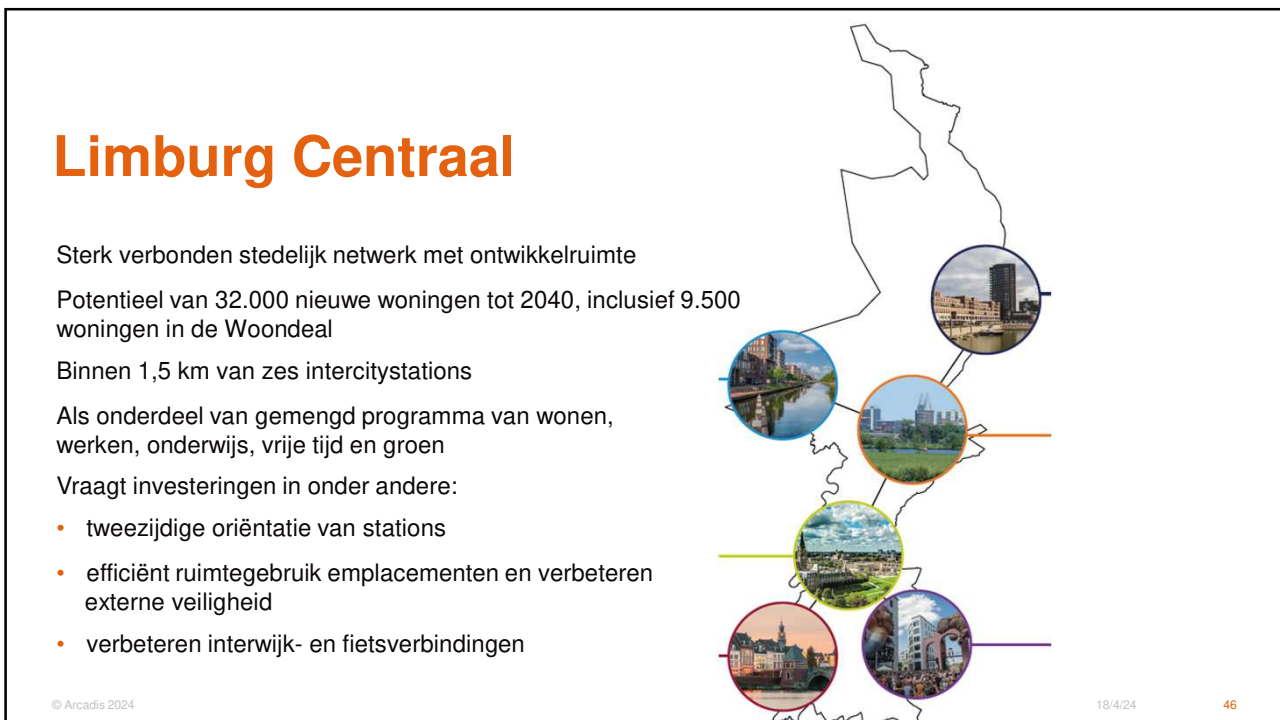 Limburg Centraal
Sterk verbonden stedelijk netwerk met ontwikkelruimte
Potentieel van 32.000 nieuwe woningen tot 2040, inclusief 9.500
woningen in de Woondeal
Binnen 1,5 km van zes intercitystations
Als onderdeel van gemengd programma van wonen,
werken, onderwijs, vrije tijd en groen
Vraagt investeringen in onder andere:
• tweezijdige oriëntatie van stations
• efficiënt ruimtegebruik emplacementen en verbeteren
externe veiligheid
• verbeteren interwijk- en fietsverbindingen
© Arcadis 2024
18/4/24
46